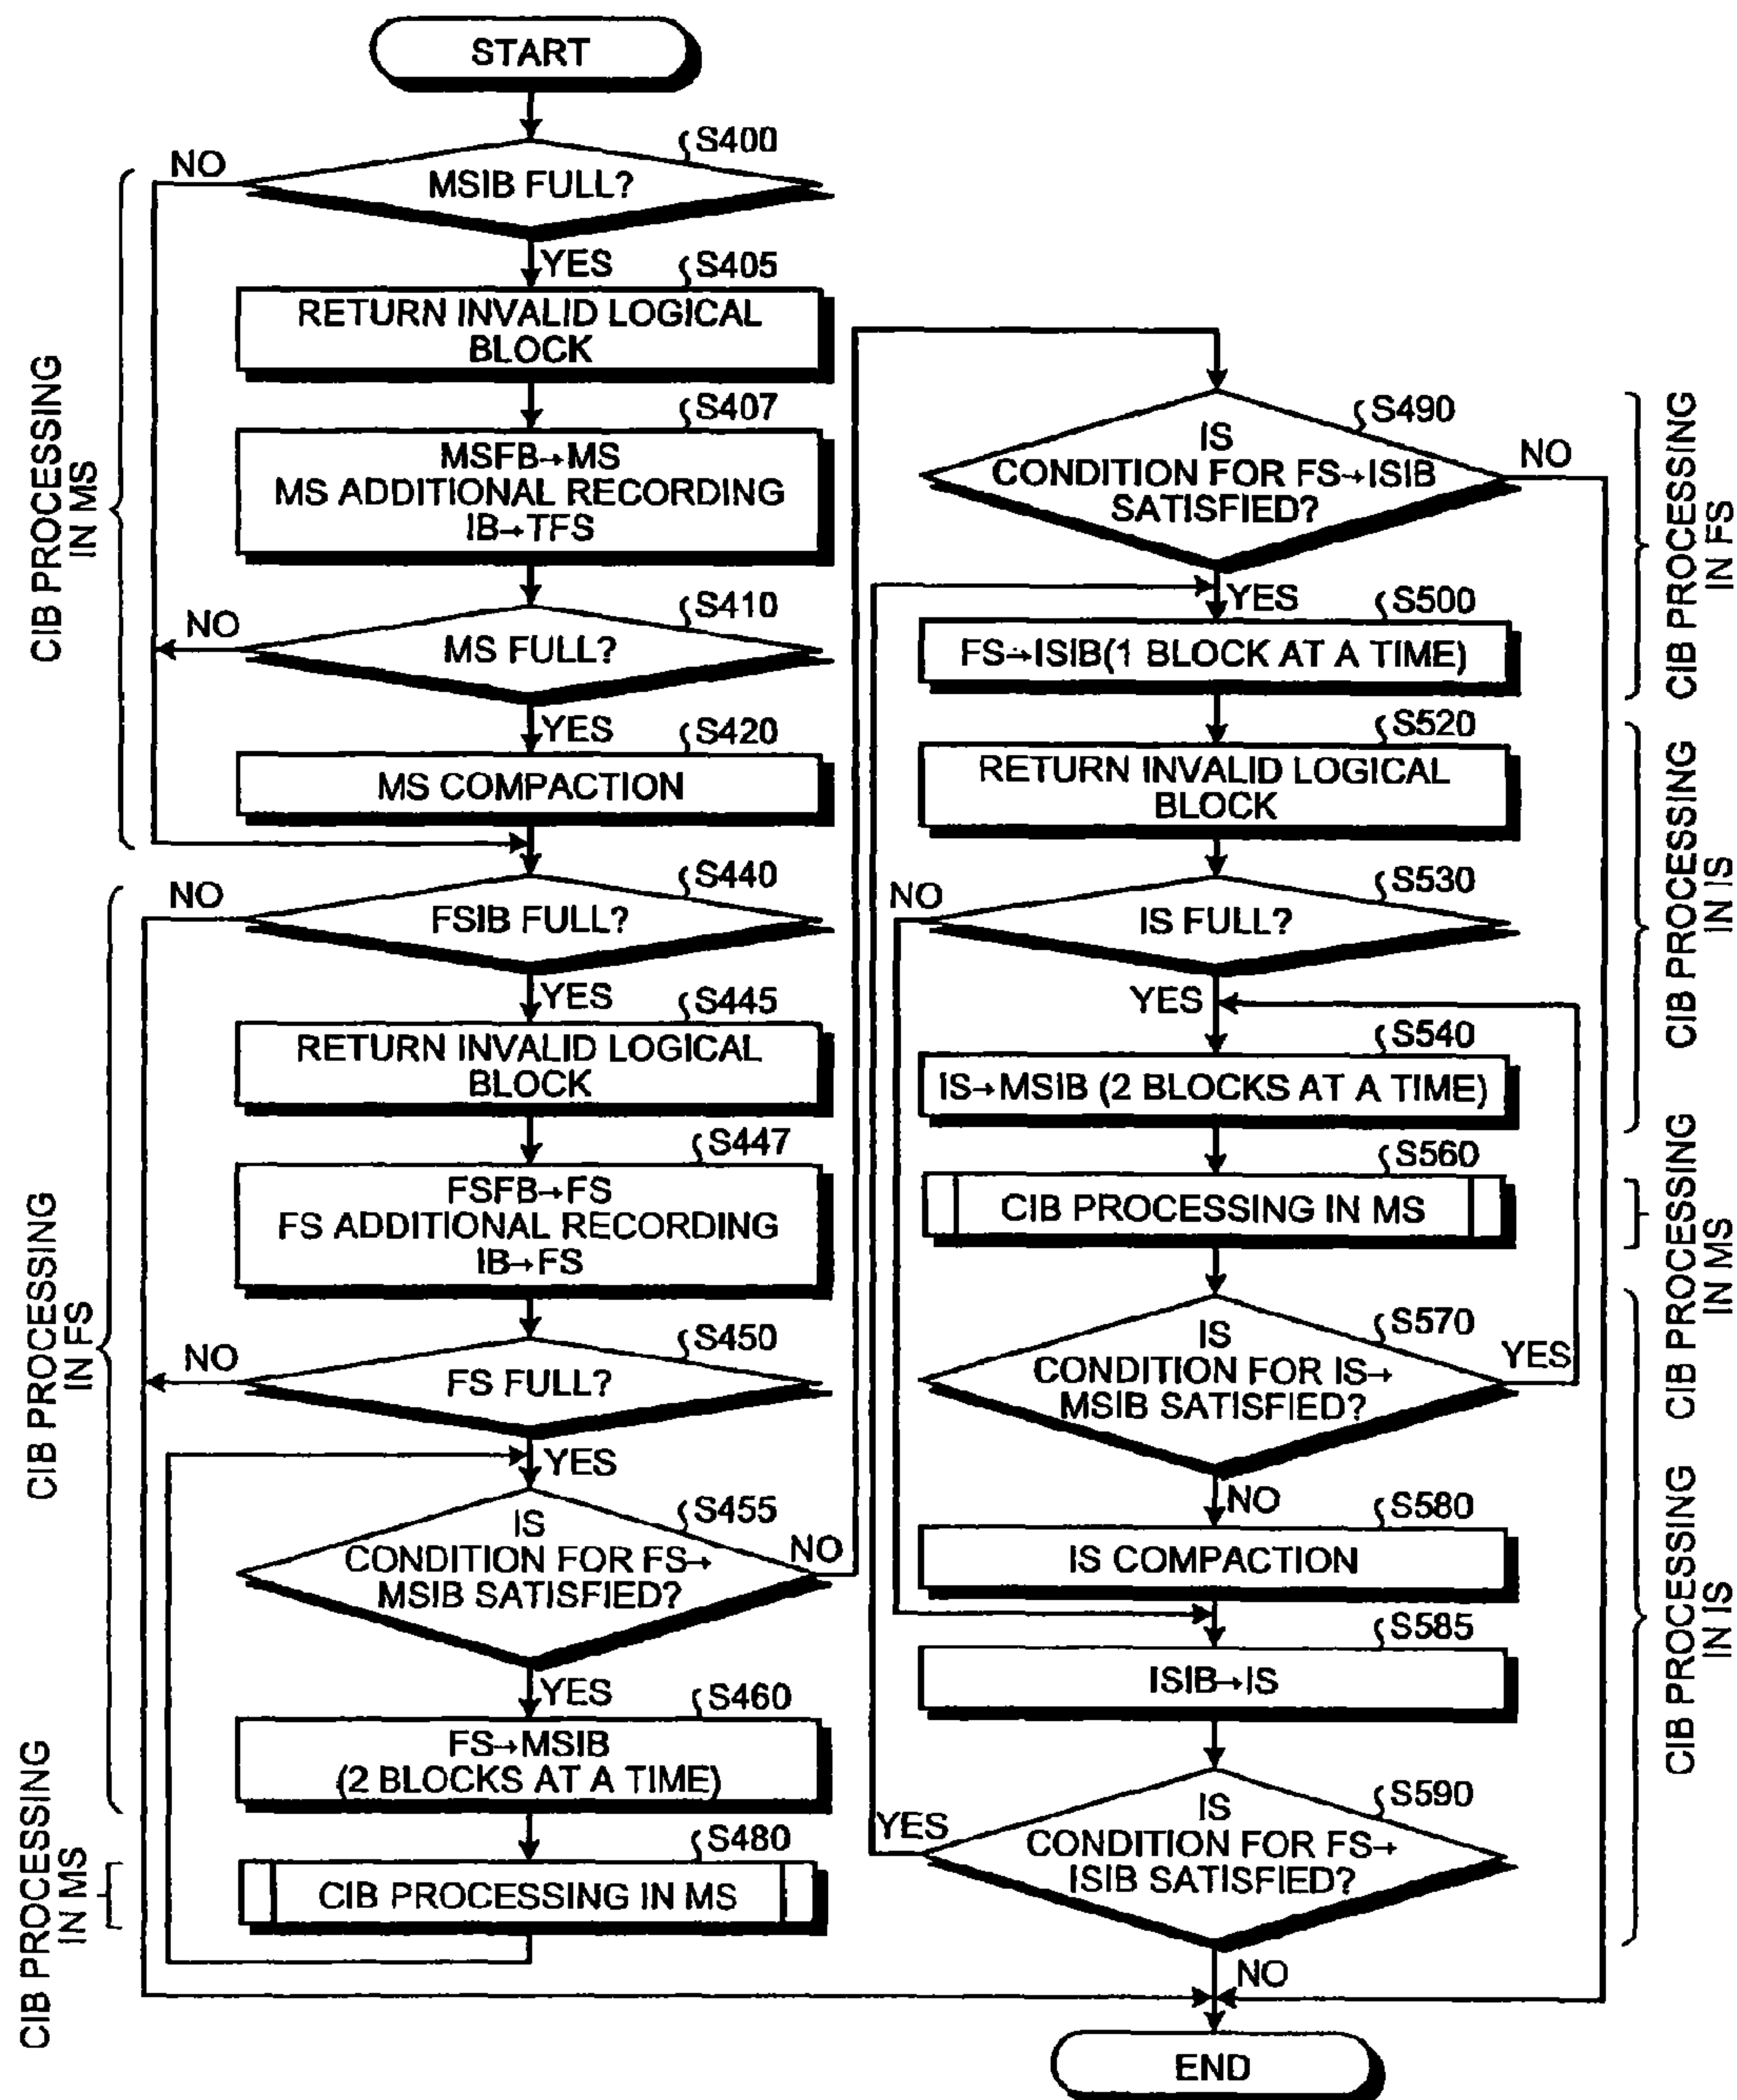 START
S400
NO
MSIB FULL?
YES
S405
RETURN INVALID LOGICAL
BLOCK
S407
MSFB→MS
MS ADDITIONAL RECORDING
IB→TFS
S410
NO
MS FULL?
YES
S420
MS COMPACTION
CIB PROCESSING
IN MS
S440
NO
FSIB FULL?
YES
S445
RETURN INVALID LOGICAL
BLOCK
S447
FSFB→FS
FS ADDITIONAL RECORDING
IB→FS
S450
NO
FS FULL?
YES
S455
IS
CONDITION FOR FS→
MSIB SATISFIED?
NO
YES
S460
FS→MSIB
(2 BLOCKS AT A TIME)
CIB PROCESSING
IN FS
S480
CIB PROCESSING IN MS
CIB PROCESSING
IN MS
S490
IS
CONDITION FOR FS→ISIB
SATISFIED?
NO
YES
S500
FS→ISIB(1 BLOCK AT A TIME)
CIB PROCESSING
IN FS
S520
RETURN INVALID LOGICAL
BLOCK
S530
NO
IS FULL?
YES
S540
IS→MSIB (2 BLOCKS AT A TIME)
CIB PROCESSING
IN IS
S560
CIB PROCESSING IN MS
CIB PROCESSING
IN MS
S570
IS
CONDITION FOR IS→
MSIB SATISFIED?
YES
NO
S580
IS COMPACTION
S585
ISIB→IS
S590
IS
CONDITION FOR FS→
ISIB SATISFIED?
YES
NO
CIB PROCESSING
IN IS
END